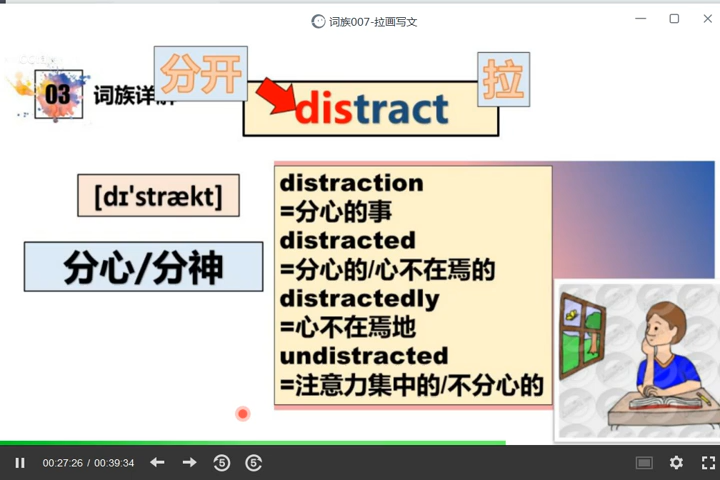 词族007-拉画写文
分开
拉
03
词族详解
distract
[dɪ'strækt]
分心/分神
distraction
=分心的事
distracted
=分心的/心不在焉的
distractedly
=心不在焉地
undistracted
=注意力集中的/不分心的
00:27:26 / 00:39:34
5
5